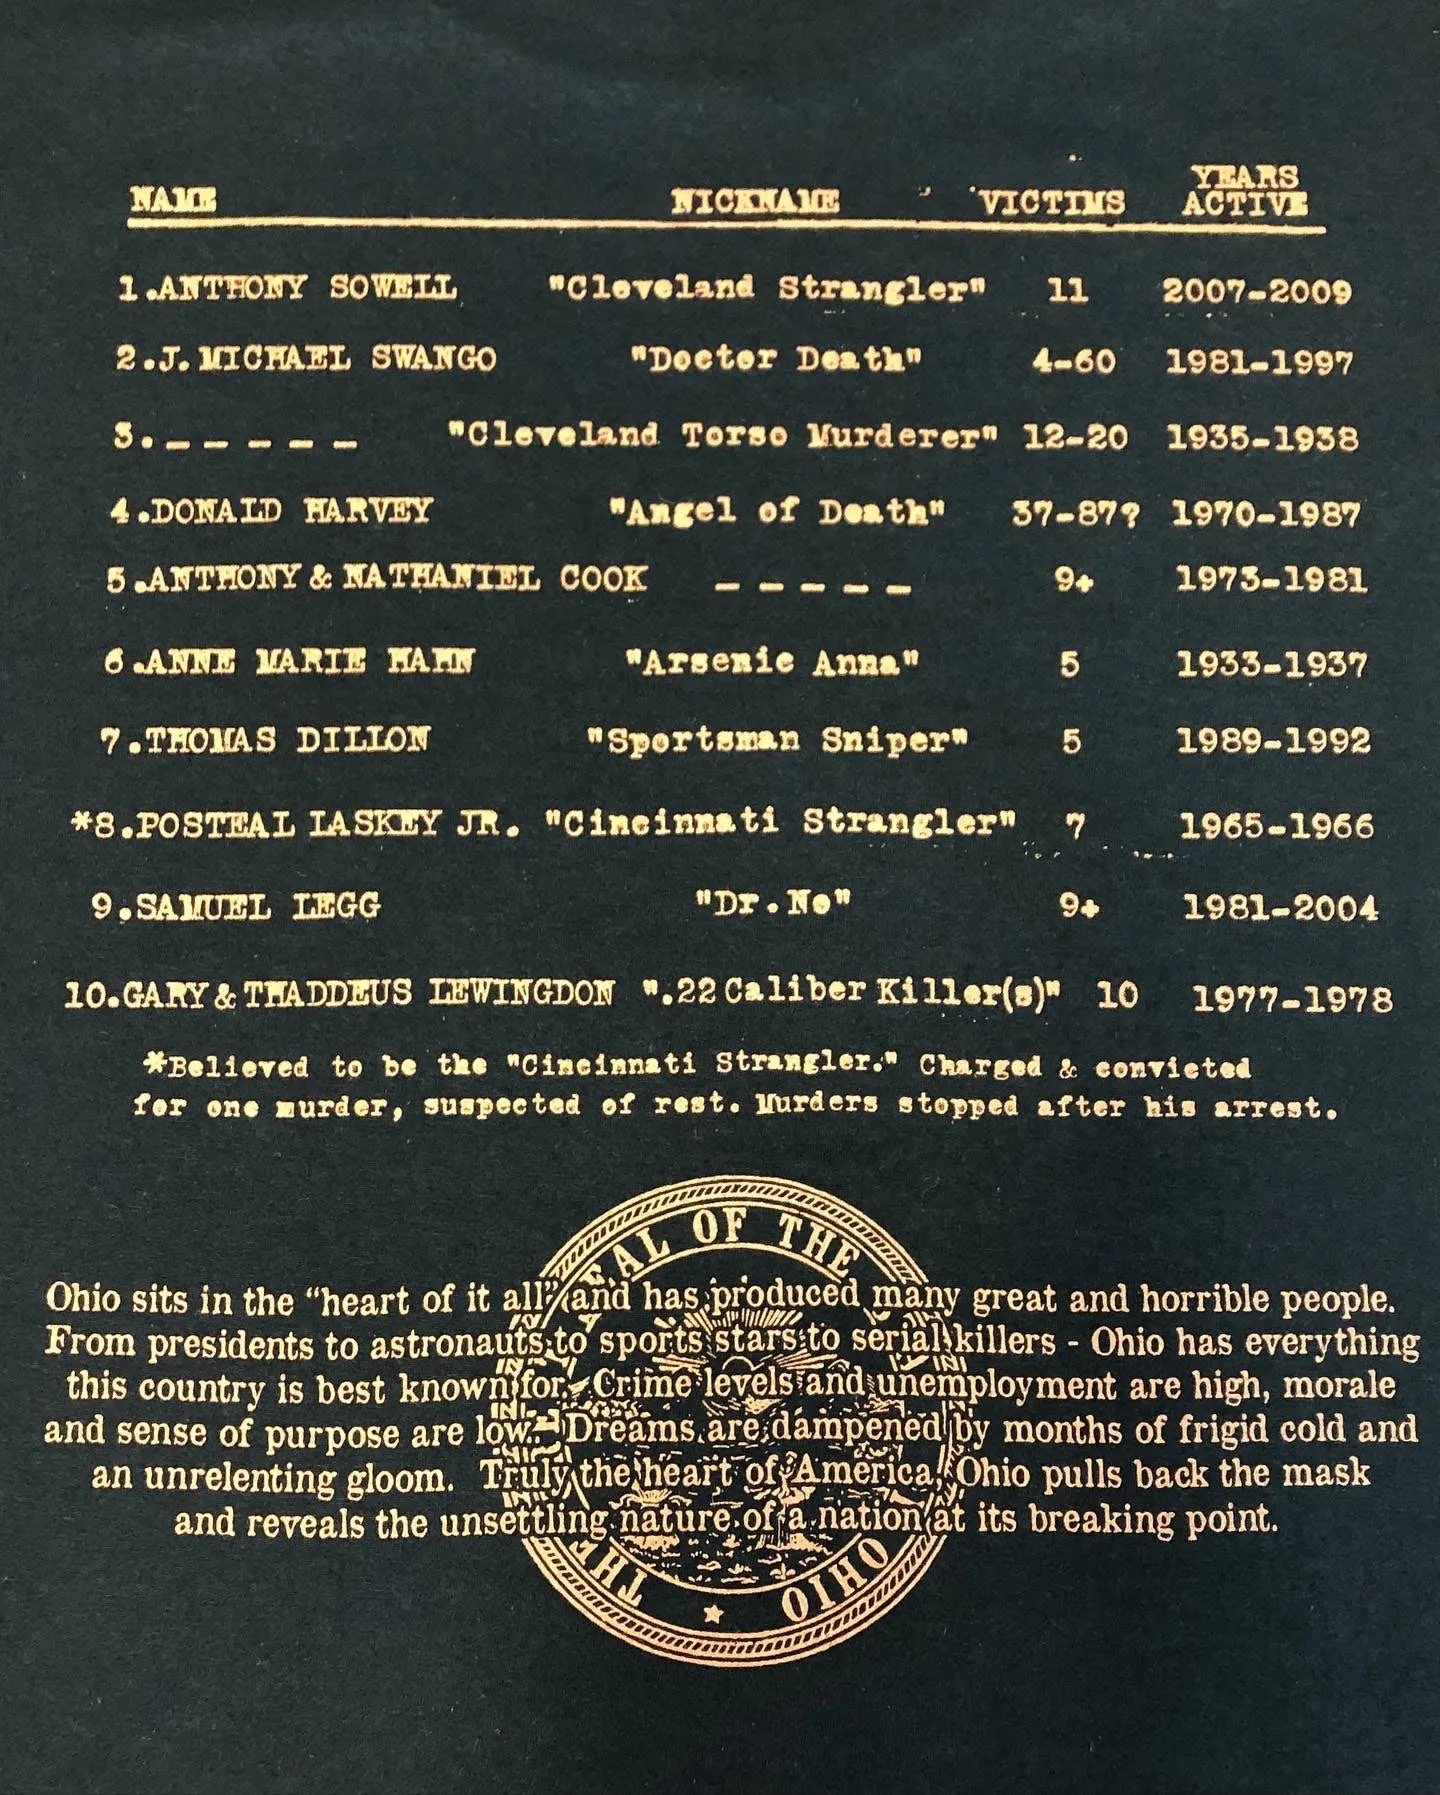 NAME NICKNAME VICTIMS YEARS ACTIVE
1.ANTHONY SOWELL "Cleveland Strangler" 11 2007-2009
2.J. MICHAEL SWANGO "Doctor Death" 4-60 1981-1997
3._ _ _ _ _ "Cleveland Torso Murderer" 12-20 1935-1938
4.DONALD HARVEY "Angel of Death" 37-87? 1970-1987
5.ANTHONY & NATHANIEL COOK _ _ _ _ _ 9+ 1973-1981
6.ANNE MARIE HAHN "Arsenic Anna" 5 1933-1937
7.THOMAS DILLON "Sportsman Sniper" 5 1989-1992
*8.POSTEAL LASKEY JR. "Cincinnati Strangler" 7 1965-1966
9.SAMUEL LEGG "Dr.No" 9+ 1981-2004
10.GARY & THADDEUS LEWINGDON ".22 Caliber Killer(s)" 10 1977-1978
*Believed to be the "Cincinnati Strangler." Charged & convicted
for one murder, suspected of rest. Murders stopped after his arrest.
Ohio sits in the "heart of it all" and has produced many great and horrible people.
From presidents to astronauts to sports stars to serial killers - Ohio has everything
this country is best known for. Crime levels and unemployment are high, morale
and sense of purpose are low. Dreams are dampened by months of frigid cold and
an unrelenting gloom. Truly the heart of America, Ohio pulls back the mask
and reveals the unsettling nature of a nation at its breaking point.
SEAL OF THE
THE OHIO